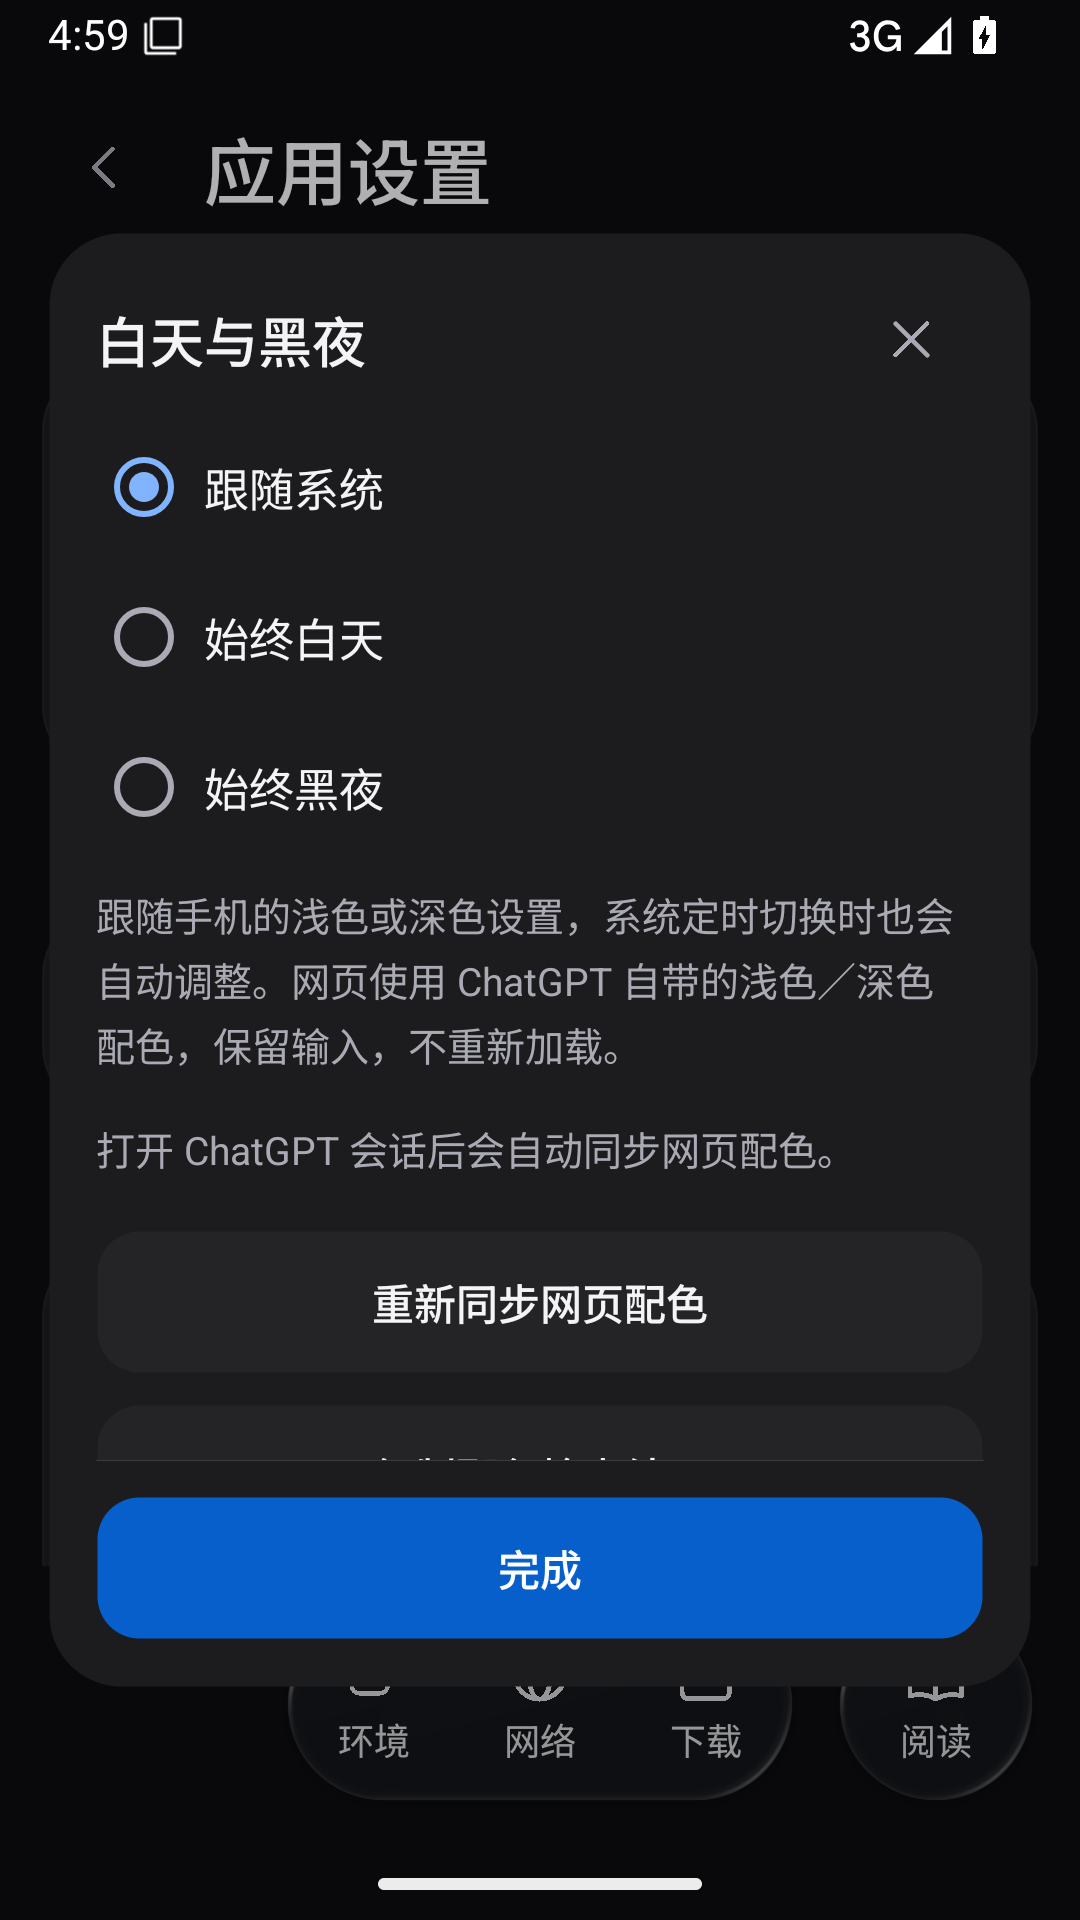 4:59
3G
应用设置
白天与黑夜
跟随系统
始终白天
始终黑夜
跟随手机的浅色或深色设置，系统定时切换时也会
自动调整。网页使用 ChatGPT 自带的浅色／深色
配色，保留输入，不重新加载。
打开 ChatGPT 会话后会自动同步网页配色。
重新同步网页配色
完成
环境
网络
下载
阅读